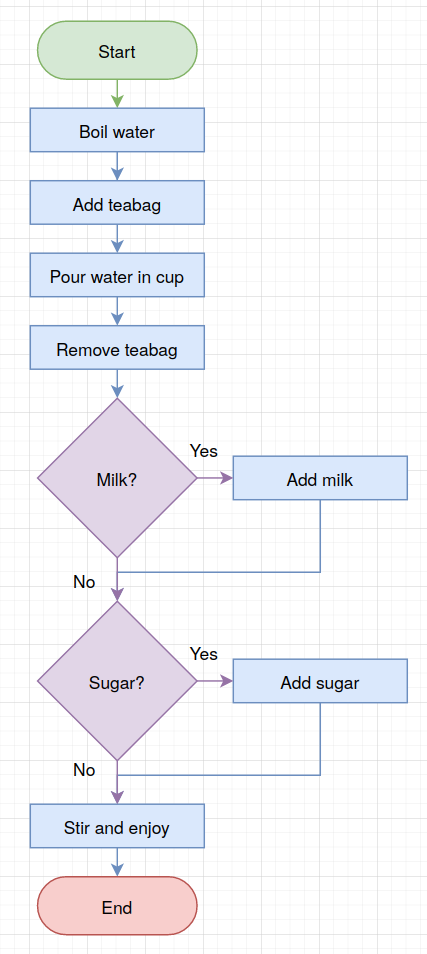 Start
Boil water
Add teabag
Pour water in cup
Remove teabag
Milk?
Yes
Add milk
No
Sugar?
Yes
Add sugar
No
Stir and enjoy
End